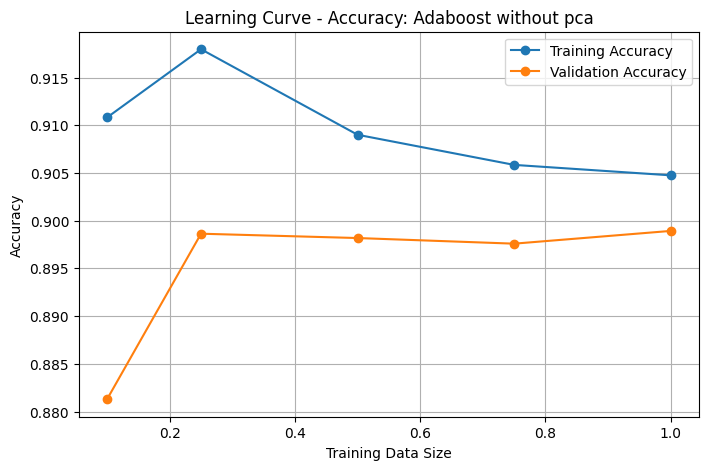 Learning Curve - Accuracy: Adaboost without pca
Training Accuracy
Validation Accuracy
0.915
0.910
0.905
0.900
0.895
0.890
0.885
0.880
Accuracy
0.2 0.4 0.6 0.8 1.0
Training Data Size